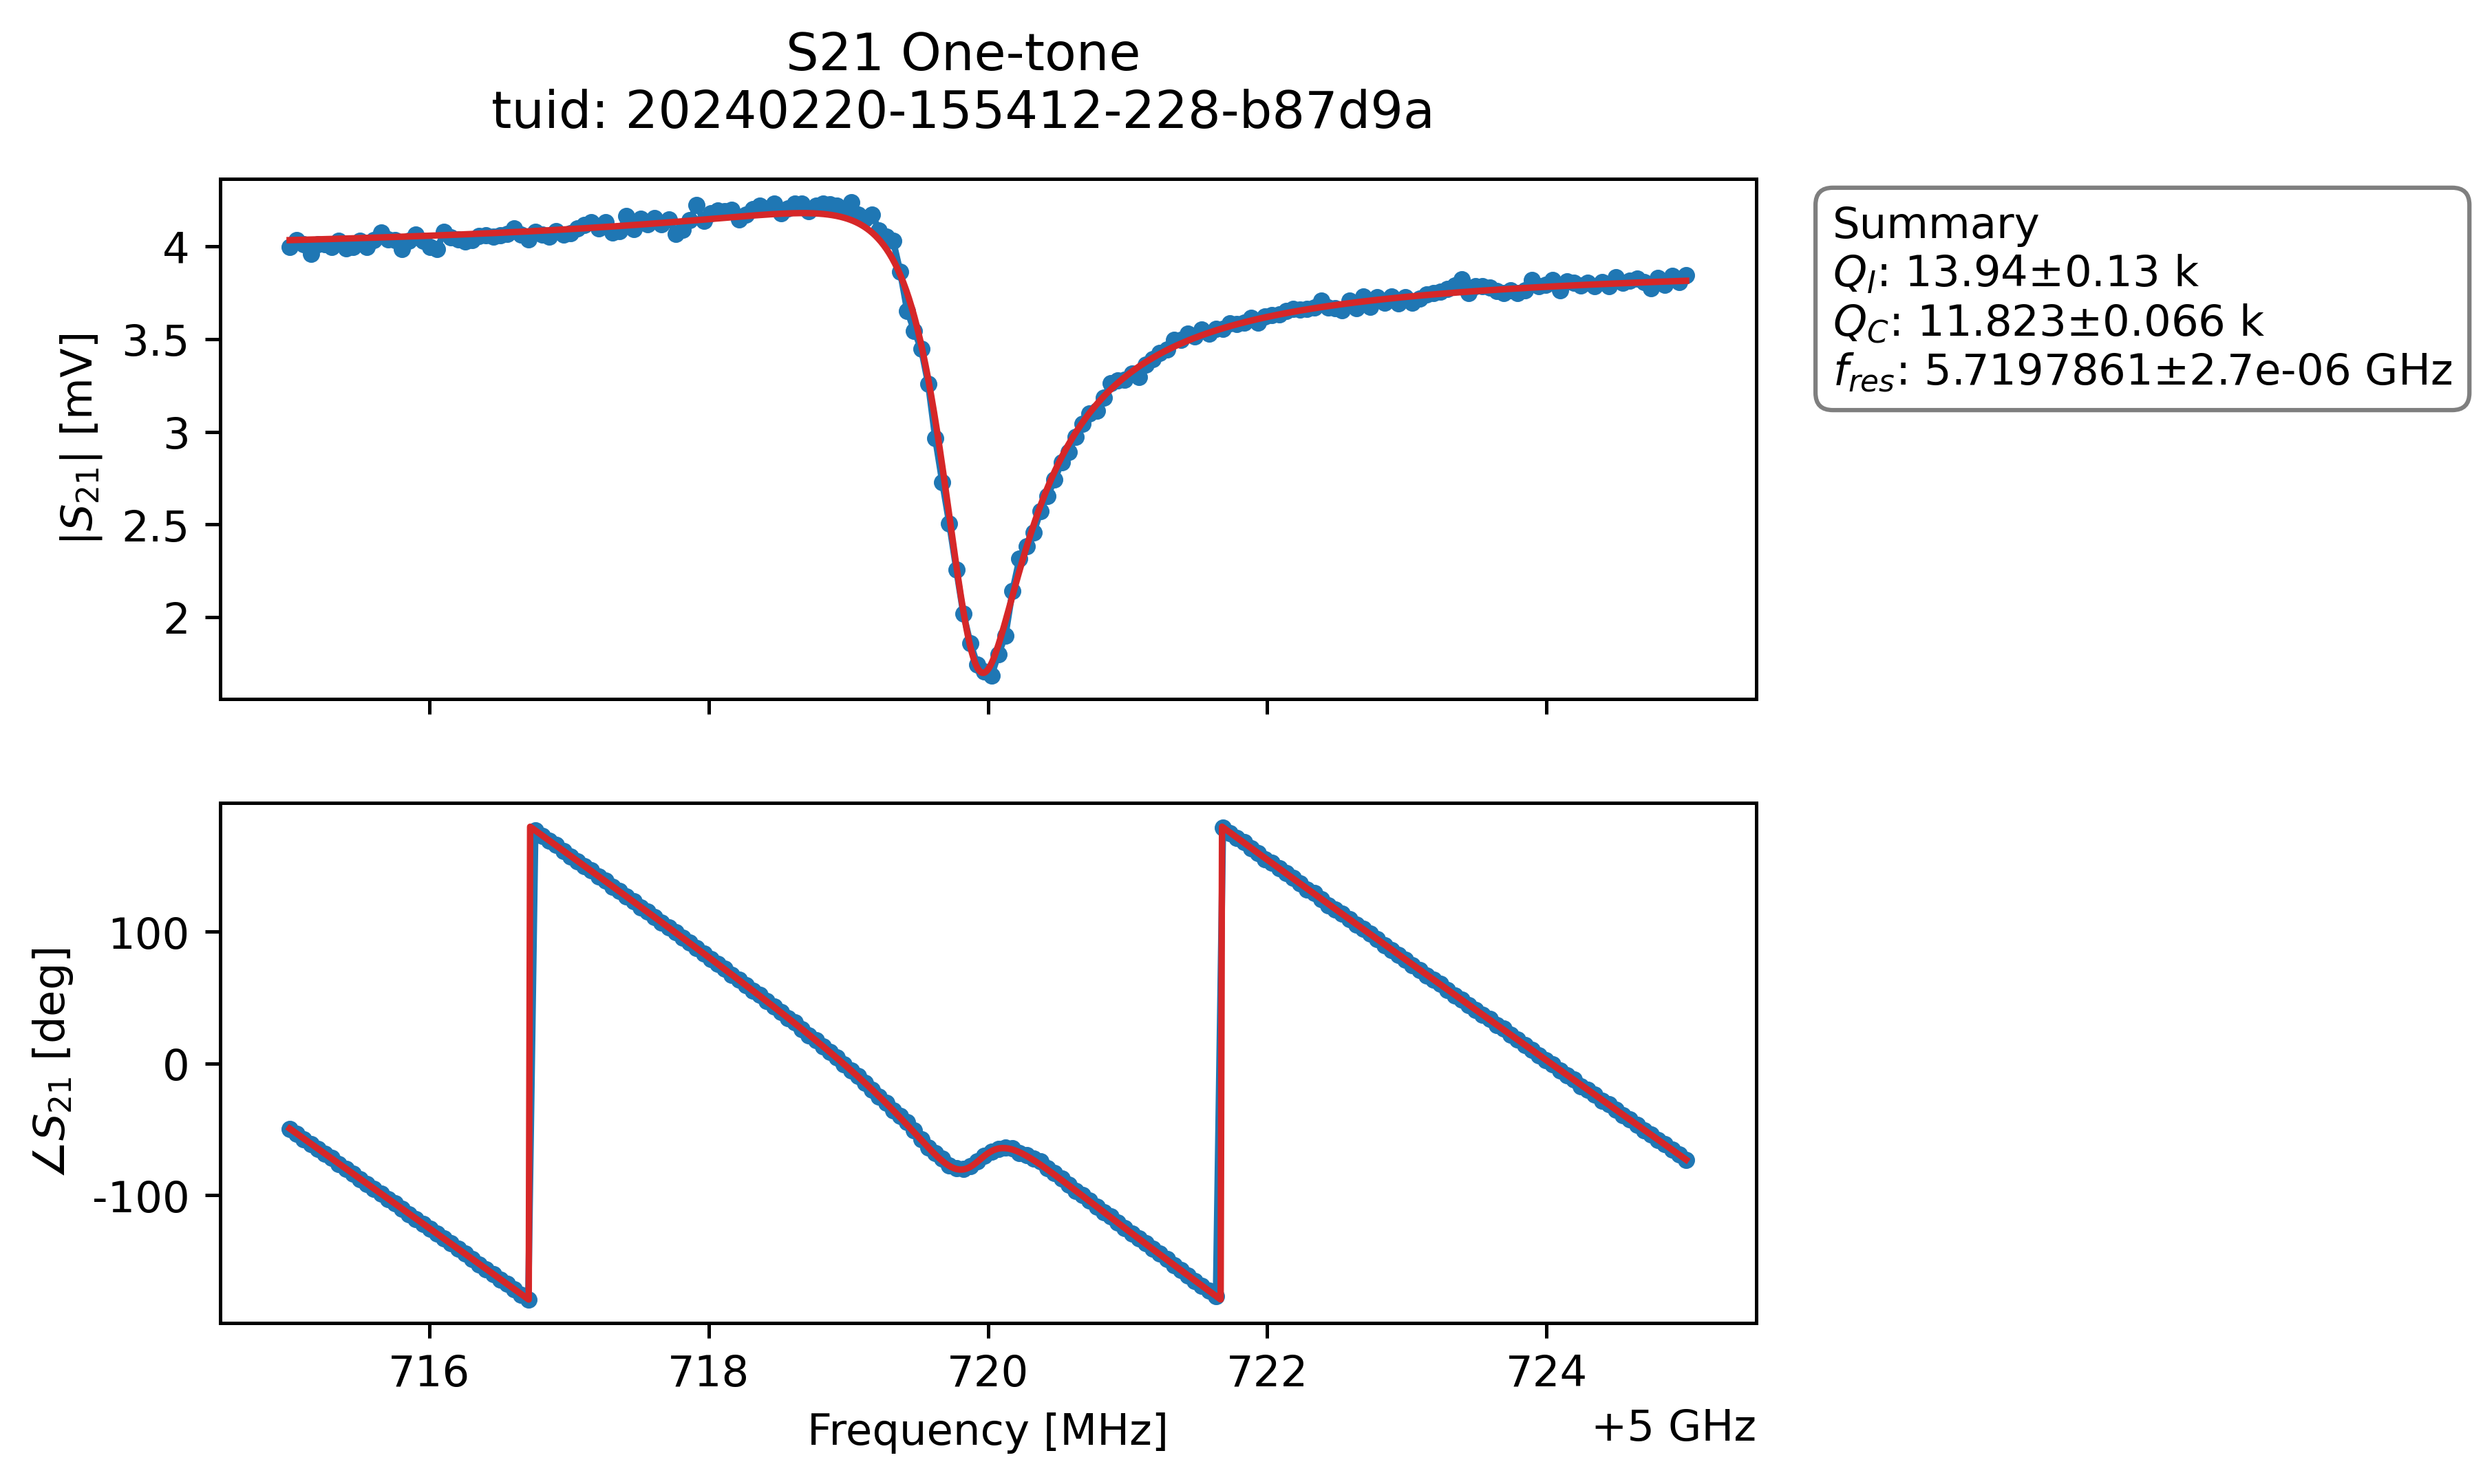 S21 One-tone
tuid: 20240220-155412-228-b87d9a
|S21| [mV]
4
3.5
3
2.5
2
Summary
QI: 13.94±0.13 k
QC: 11.823±0.066 k
fres: 5.7197861±2.7e-06 GHz
∠S21 [deg]
100
0
-100
716 718 720 722 724
Frequency [MHz]
+5 GHz